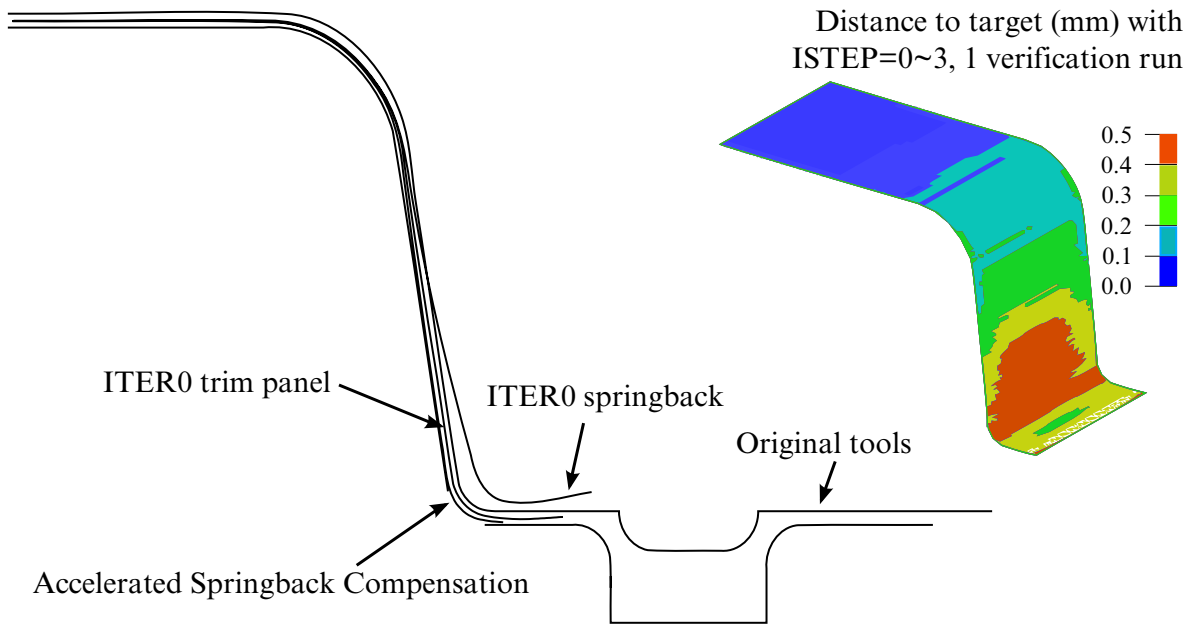 Distance to target (mm) with
ISTEP=0~3, 1 verification run
0.5
0.4
0.3
0.2
0.1
0.0
ITER0 trim panel
ITER0 springback
Original tools
Accelerated Springback Compensation